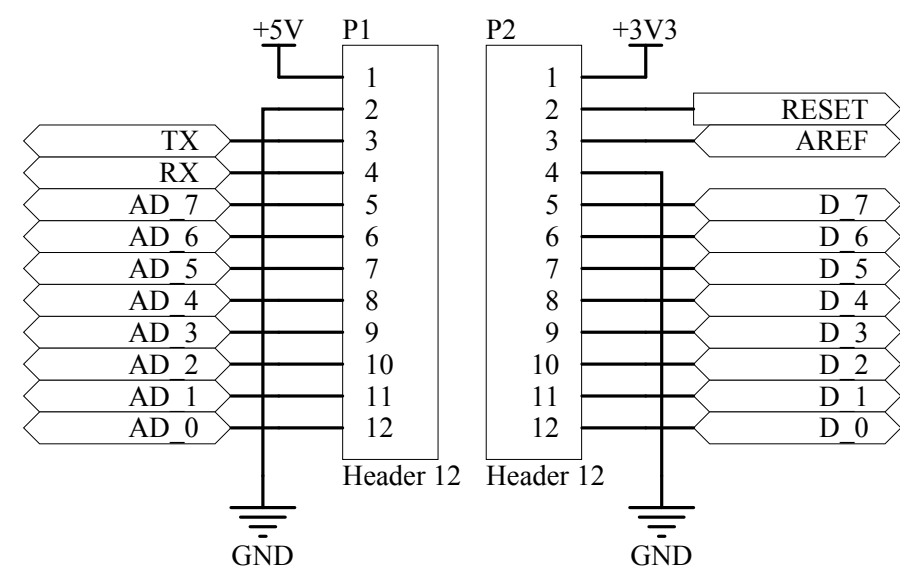 +5V P1 P2 +3V3
1 1
2 2 RESET
TX 3 3 AREF
RX 4 4
AD_7 5 5 D_7
AD_6 6 6 D_6
AD_5 7 7 D_5
AD_4 8 8 D_4
AD_3 9 9 D_3
AD_2 10 10 D_2
AD_1 11 11 D_1
AD_0 12 12 D_0
Header 12 Header 12
GND GND